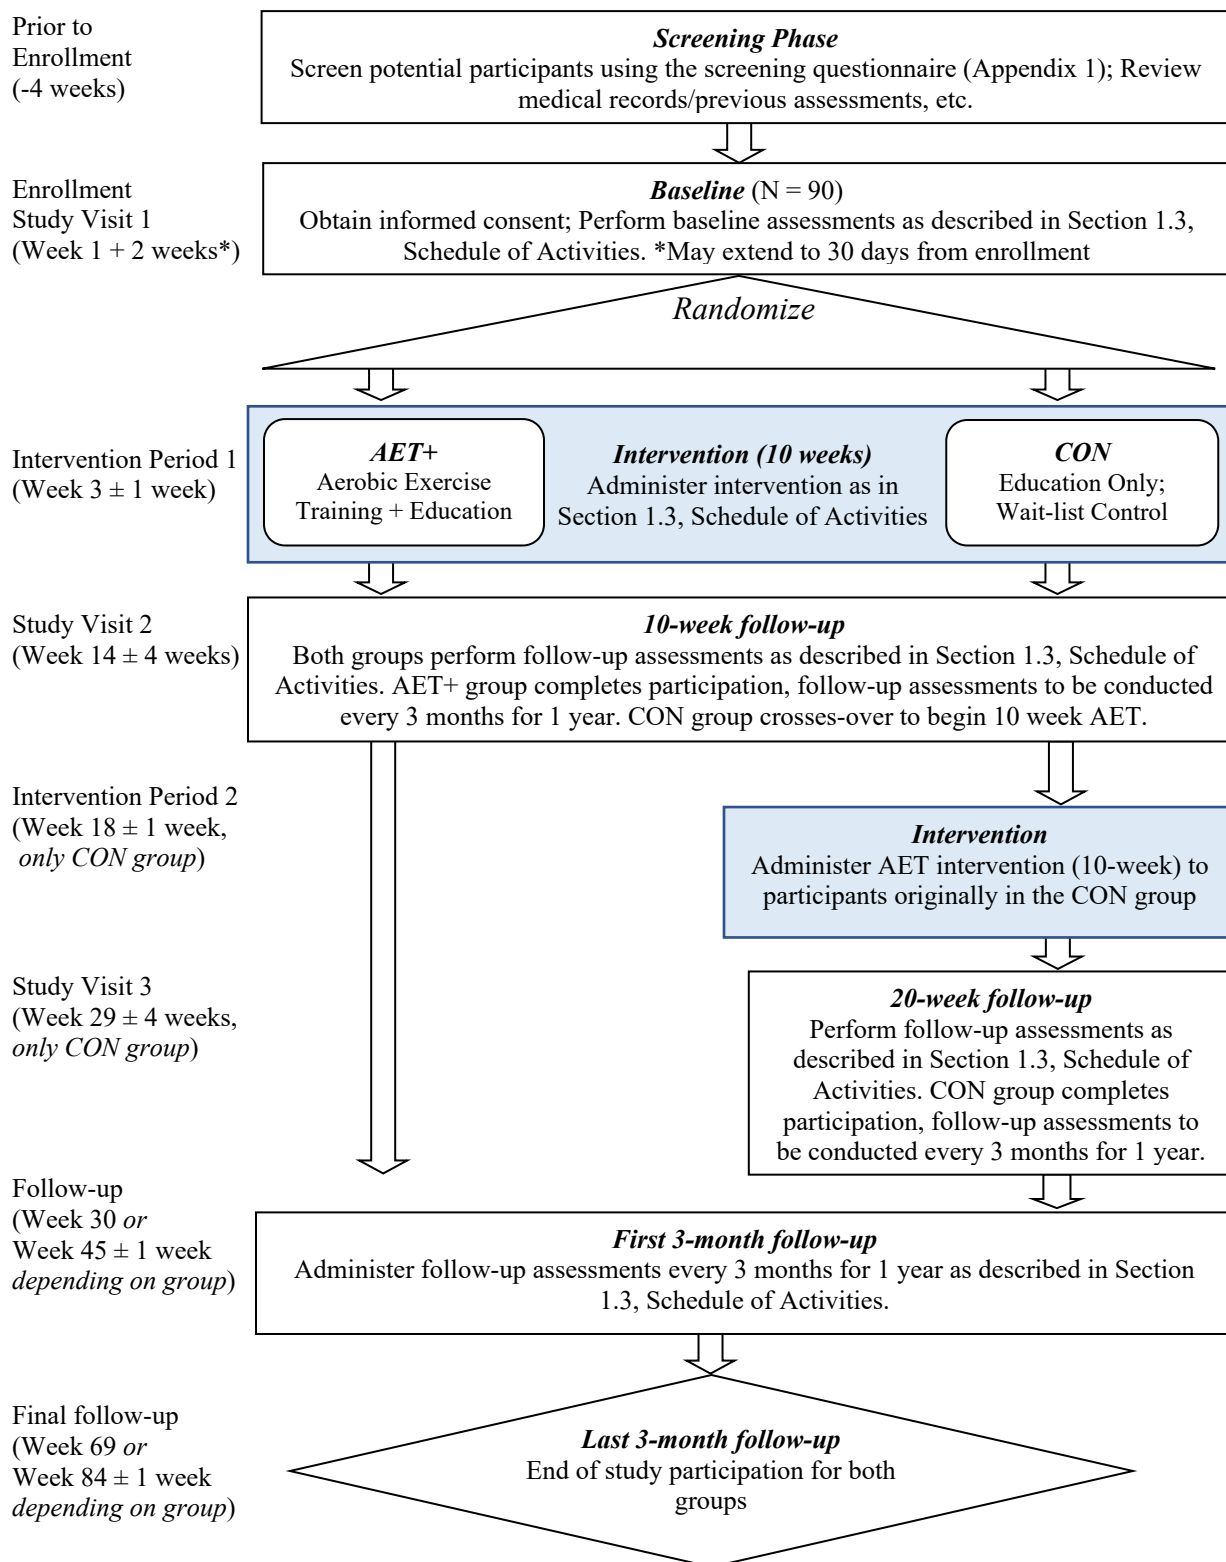 Prior to
Enrollment
(-4 weeks)
Screening Phase
Screen potential participants using the screening questionnaire (Appendix 1); Review
medical records/previous assessments, etc.
Enrollment
Study Visit 1
(Week 1 + 2 weeks*)
Baseline (N = 90)
Obtain informed consent; Perform baseline assessments as described in Section 1.3,
Schedule of Activities. *May extend to 30 days from enrollment
Randomize
Intervention Period 1
(Week 3 ± 1 week)
AET+
Aerobic Exercise
Training + Education
Intervention (10 weeks)
Administer intervention as in
Section 1.3, Schedule of Activities
CON
Education Only;
Wait-list Control
Study Visit 2
(Week 14 ± 4 weeks)
10-week follow-up
Both groups perform follow-up assessments as described in Section 1.3, Schedule of
Activities. AET+ group completes participation, follow-up assessments to be conducted
every 3 months for 1 year. CON group crosses-over to begin 10 week AET.
Intervention Period 2
(Week 18 ± 1 week,
only CON group)
Intervention
Administer AET intervention (10-week) to
participants originally in the CON group
Study Visit 3
(Week 29 ± 4 weeks,
only CON group)
20-week follow-up
Perform follow-up assessments as
described in Section 1.3, Schedule of
Activities. CON group completes
participation, follow-up assessments to
be conducted every 3 months for 1 year.
Follow-up
(Week 30 or
Week 45 ± 1 week
depending on group)
First 3-month follow-up
Administer follow-up assessments every 3 months for 1 year as described in Section
1.3, Schedule of Activities.
Final follow-up
(Week 69 or
Week 84 ± 1 week
depending on group)
Last 3-month follow-up
End of study participation for both
groups